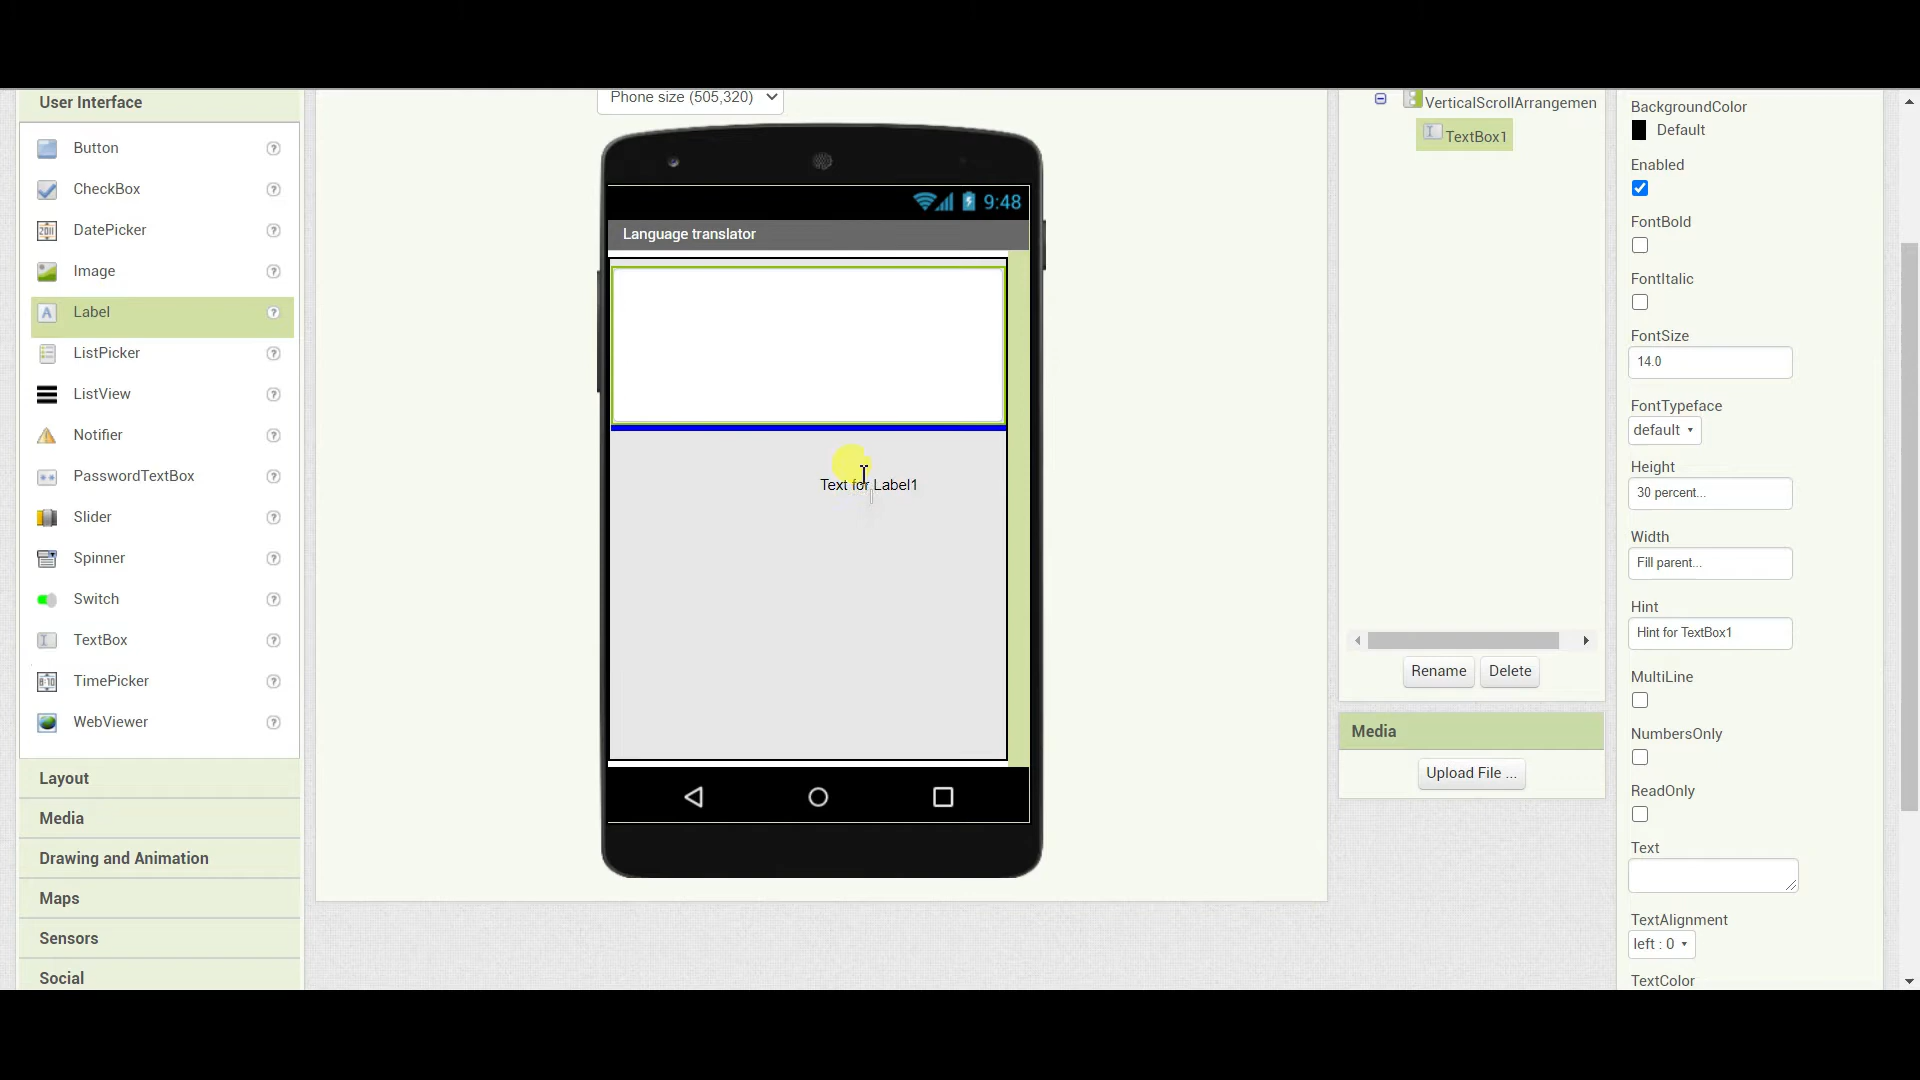 User Interface
Button
CheckBox
DatePicker
Image
Label
ListPicker
ListView
Notifier
PasswordTextBox
Slider
Spinner
Switch
TextBox
TimePicker
WebViewer
Layout
Media
Drawing and Animation
Maps
Sensors
Social
Phone size (505,320)
9:48
Language translator
Text for Label1
VerticalScrollArrangemen
TextBox1
Rename
Delete
Media
Upload File ...
BackgroundColor
Default
Enabled
FontBold
FontItalic
FontSize
14.0
FontTypeface
default
Height
30 percent...
Width
Fill parent...
Hint
Hint for TextBox1
MultiLine
NumbersOnly
ReadOnly
Text
TextAlignment
left : 0
TextColor